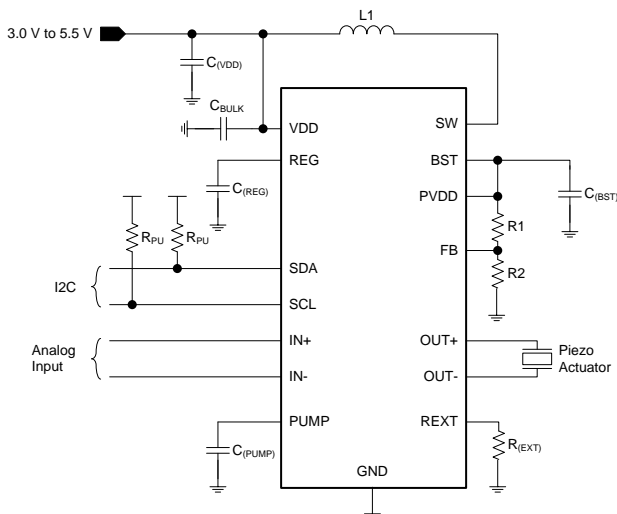 L1
3.0 V to 5.5 V
C(VDD)
CBULK
VDD
SW
REG
BST
C(REG)
PVDD
C(BST)
R1
RPU
RPU
FB
R2
SDA
I2C
SCL
IN+
OUT+
Analog
Input
Piezo
Actuator
IN-
OUT-
PUMP
REXT
C(PUMP)
R(EXT)
GND